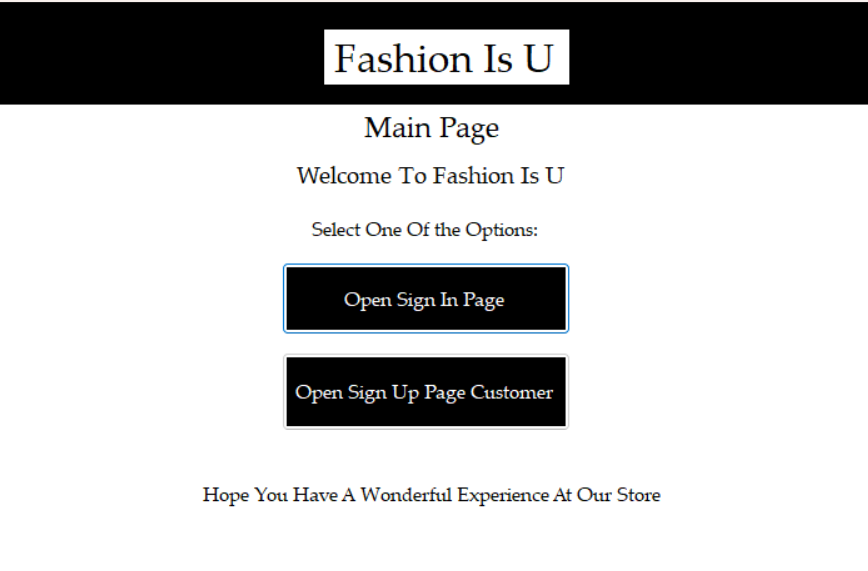 Fashion Is U
Main Page
Welcome To Fashion Is U
Select One Of the Options:
Open Sign In Page
Open Sign Up Page Customer
Hope You Have A Wonderful Experience At Our Store